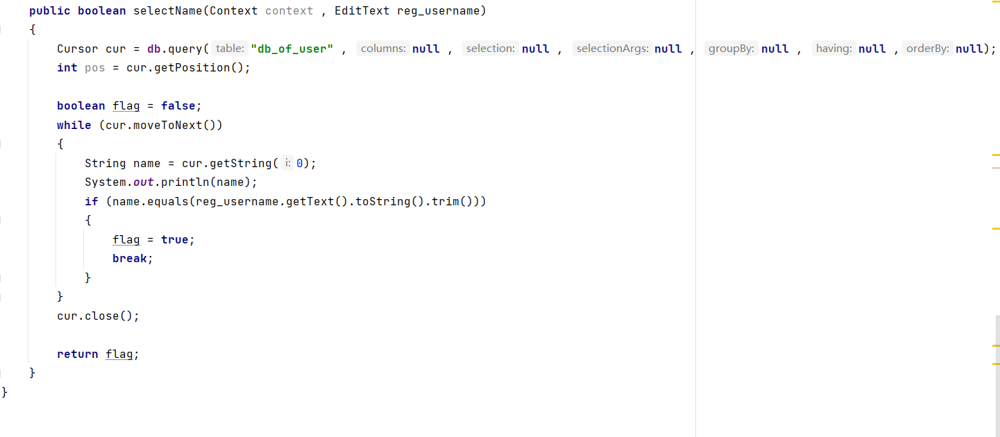 public boolean selectName(Context context , EditText reg_username)
{
Cursor cur = db.query( table: "db_of_user" , columns: null , selection: null , selectionArgs: null , groupBy: null , having: null , orderBy: null);
int pos = cur.getPosition();
boolean flag = false;
while (cur.moveToNext())
{
String name = cur.getString( i: 0);
System.out.println(name);
if (name.equals(reg_username.getText().toString().trim()))
{
flag = true;
break;
}
}
cur.close();
return flag;
}
}